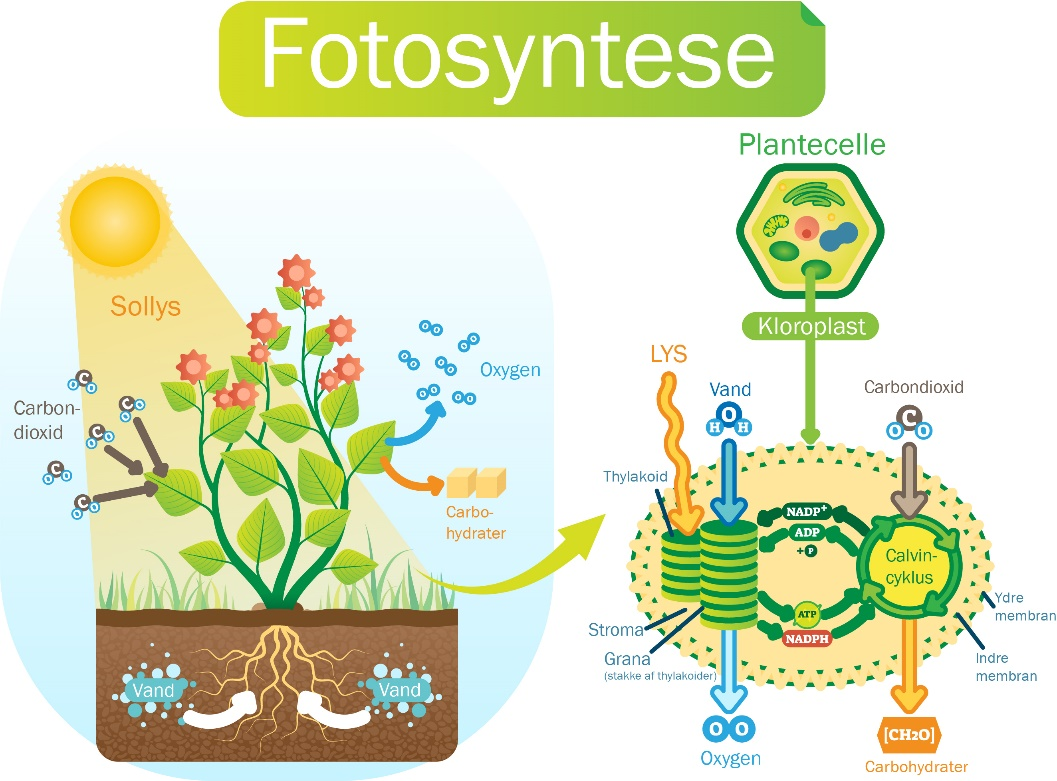 Fotosyntese
Sollys
Carbon-
dioxid
C
O
O
C
O
O
C
O
O
C
O
O
C
O
O
O O
O O
O O
O O
O O
O O
O O
Oxygen
Carbo-
hydrater
Vand
Vand
Plantecelle
Kloroplast
LYS
Vand
H O H
Carbondioxid
O C O
Thylakoid
NADP+
ADP
+ P
Calvin-
cyklus
ATP
NADPH
Stroma
Grana
(stakke af thylakoider)
Ydre
membran
Indre
membran
O O
Oxygen
[CH2O]
Carbohydrater